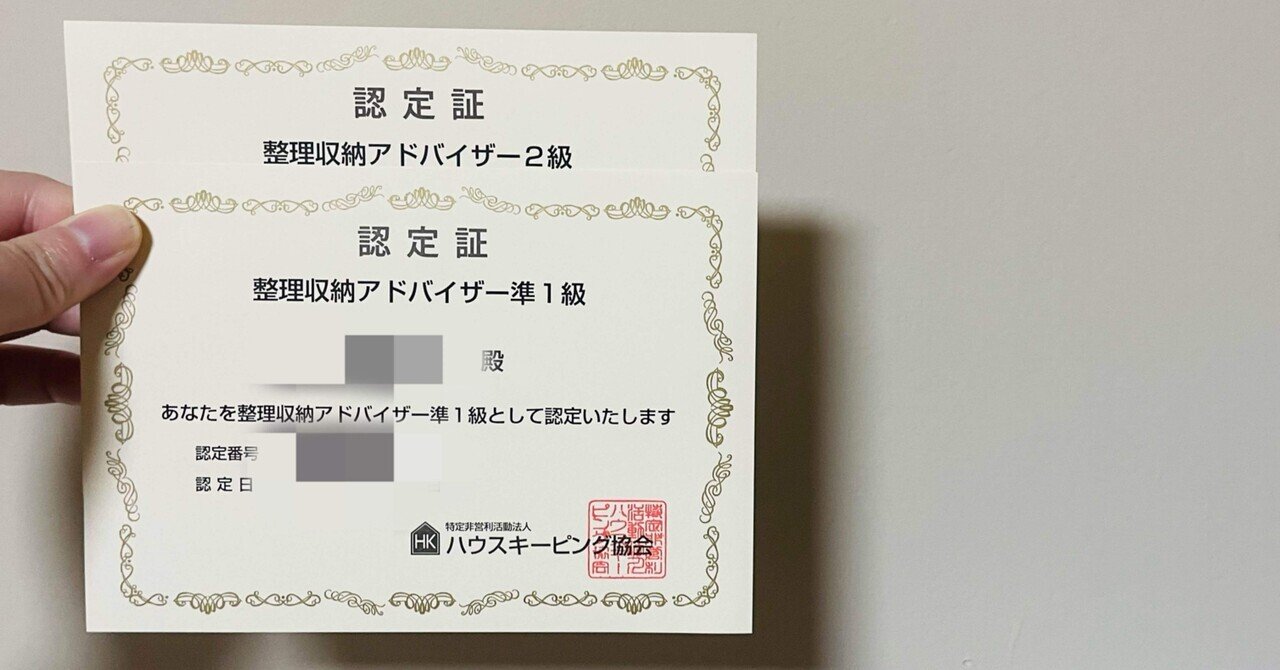 認定証
整理収納アドバイザー２級
認定証
整理収納アドバイザー準１級
殿
あなたを整理収納アドバイザー準１級として認定いたします
認定番号
認定日
HK
特定非営利活動法人
ハウスキーピング協会